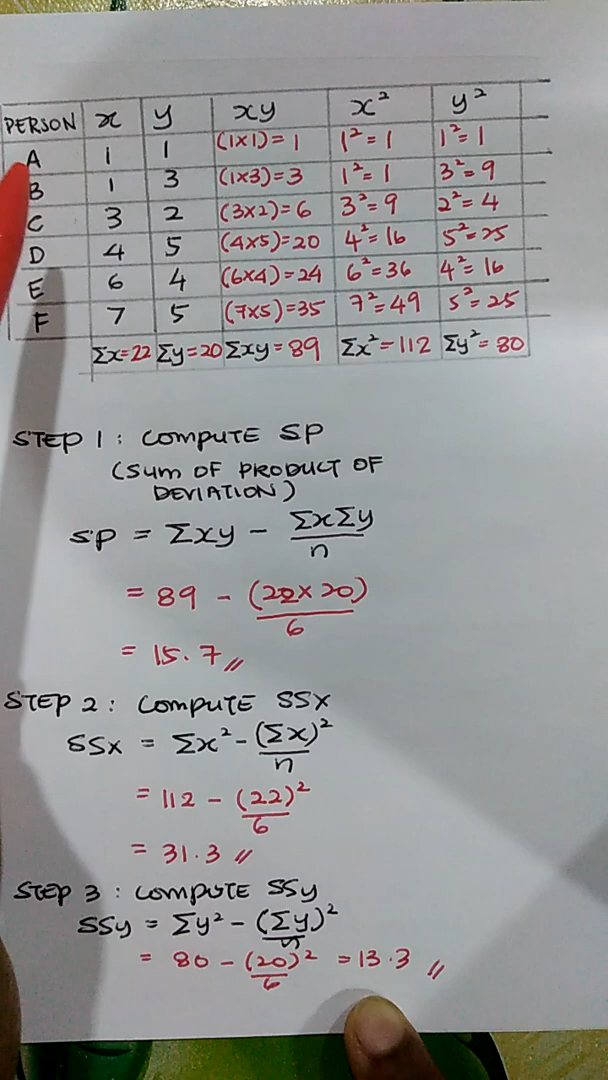 PERSON x y xy x² y²
A 1 1 (1x1)= 1 1²= 1 1²= 1
B 1 3 (1x3)=3 1²= 1 3²= 9
C 3 2 (3x2)=6 3²=9 2²= 4
D 4 5 (4x5)=20 4²= 16 5²=25
E 6 4 (6x4)=24 6²=36 4²= 16
F 7 5 (7x5)=35 7²=49 5²= 25
Σx=22 Σy=20 Σxy= 89 Σx²=112 Σy²= 80
STEP 1 : COMPUTE SP
(SUM OF PRODUCT OF
DEVIATION)
SP = Σxy - ΣxΣy/n
= 89 - (22x20)/6
= 15.7 //
STEP 2 : COMPUTE SSx
SSx = Σx² - (Σx)²/n
= 112 - (22)²/6
= 31.3 //
STEP 3 : COMPUTE SSy
SSy = Σy² - (Σy)²/n
= 80 - (20)²/6 = 13.3 //